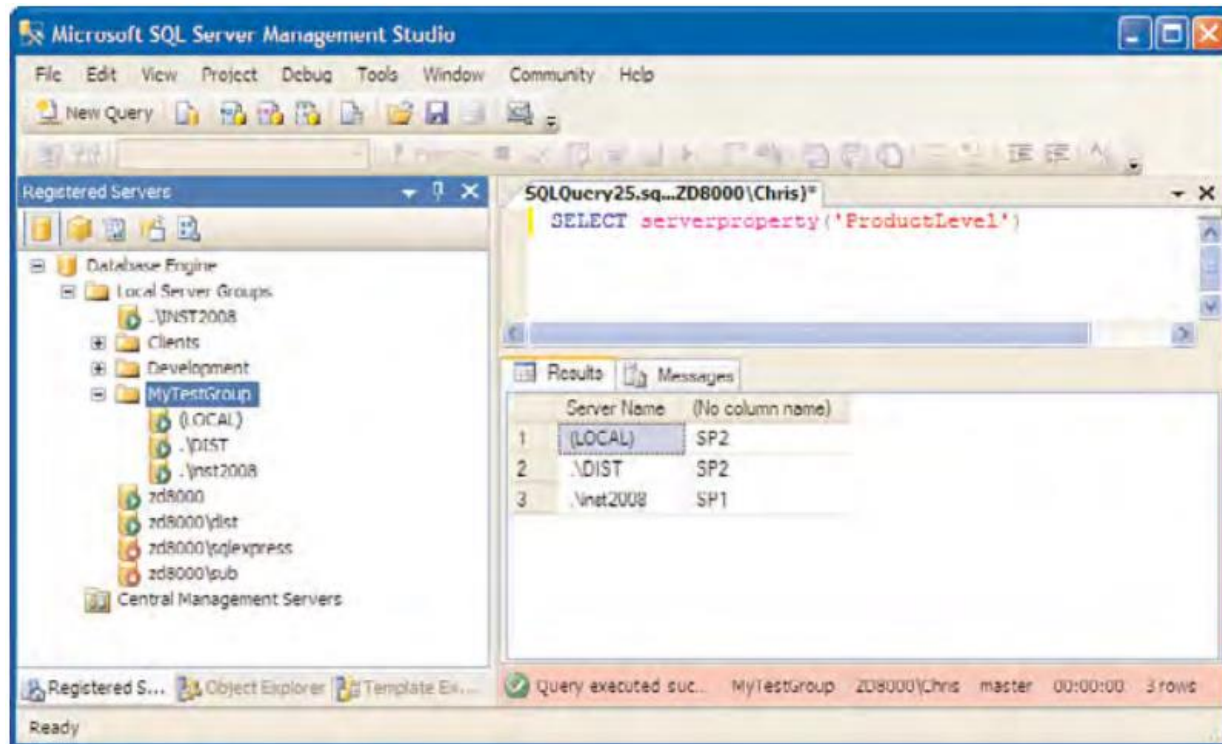 Microsoft SQL Server Management Studio
File Edit View Project Debug Tools Window Community Help
New Query
Registered Servers
Database Engine
Local Server Groups
.\INST2008
Clients
Development
MyTestGroup
(LOCAL)
.\DIST
.\inst2008
zd8000
zd8000\dist
zd8000\sqlexpress
zd8000\sub
Central Management Servers
Registered S... Object Explorer Template Ex...
SQLQuery25.sq...ZD8000\Chris)*
SELECT serverproperty('ProductLevel')
Results Messages
Server Name (No column name)
1 (LOCAL) SP2
2 .\DIST SP2
3 .\inst2008 SP1
Query executed suc... MyTestGroup ZD8000\Chris master 00:00:00 3 rows
Ready